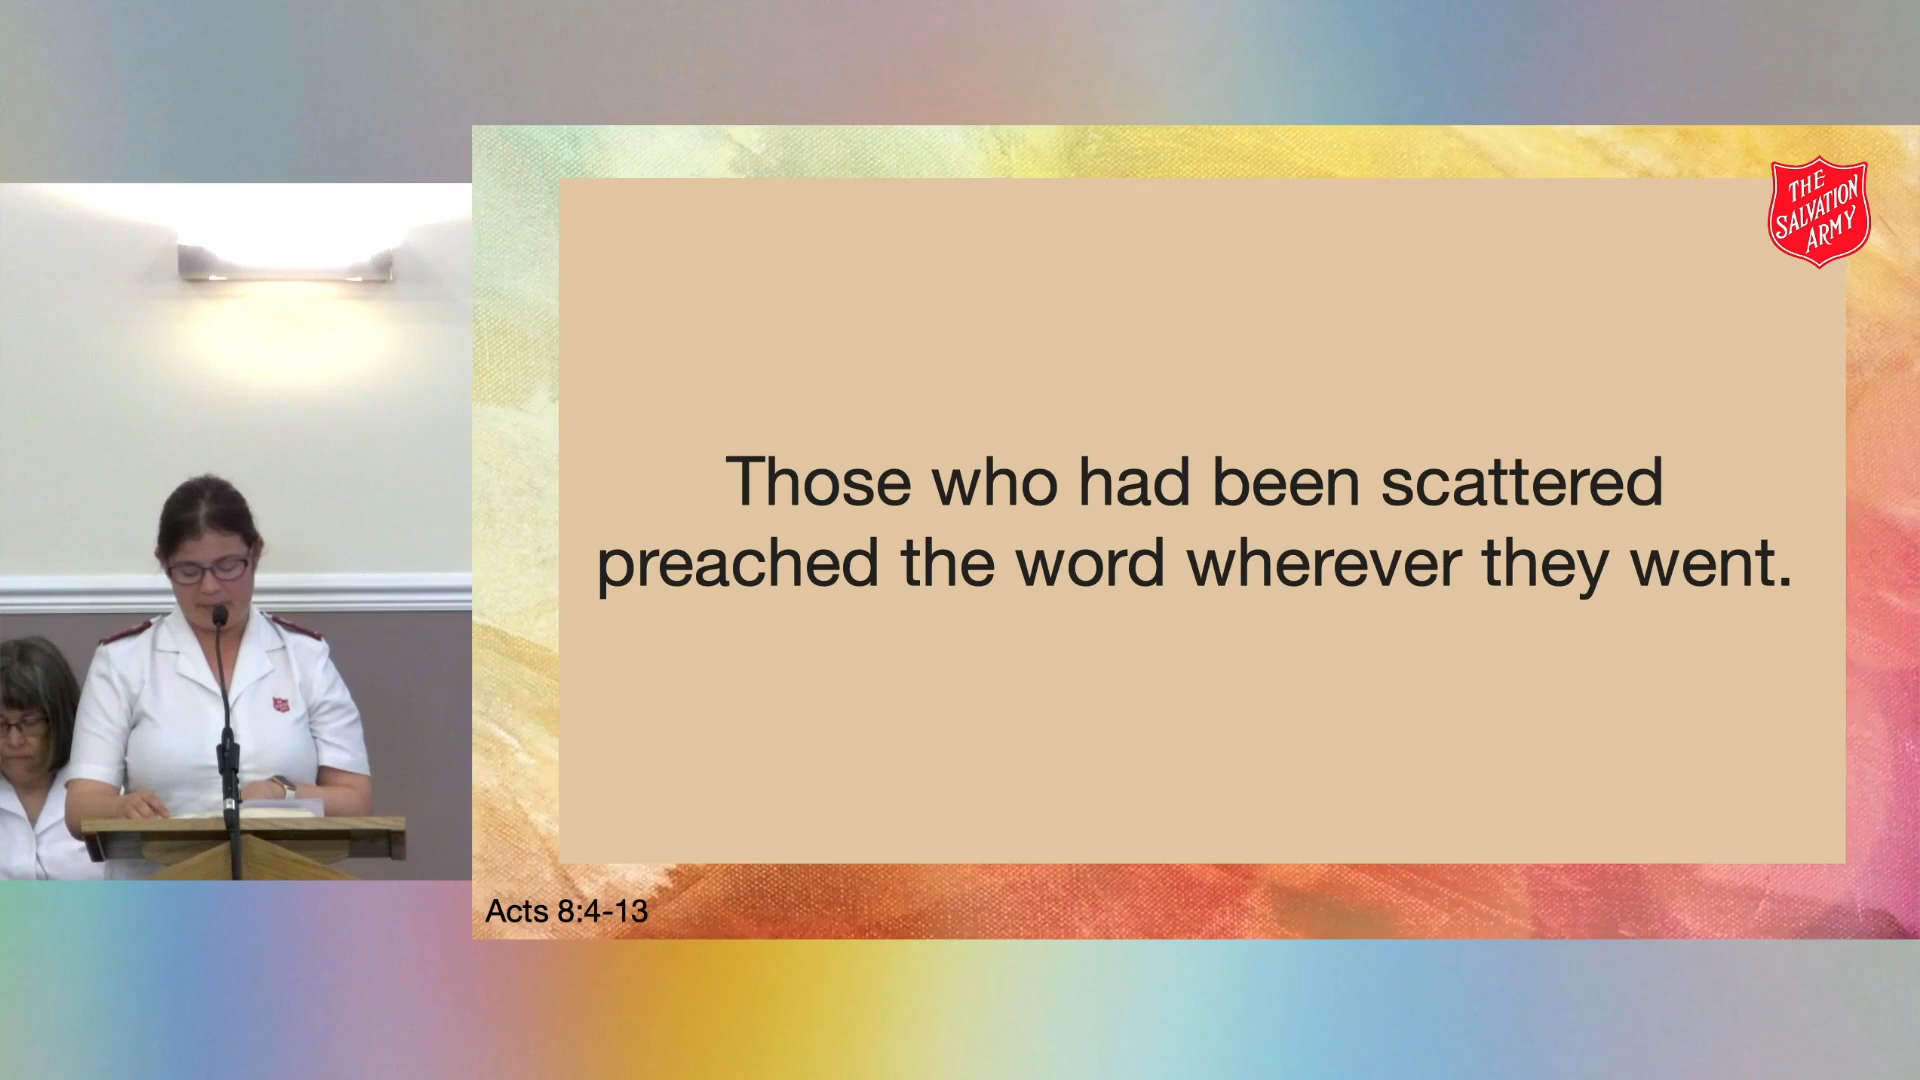 THE
SALVATION
ARMY
Those who had been scattered
preached the word wherever they went.
Acts 8:4-13